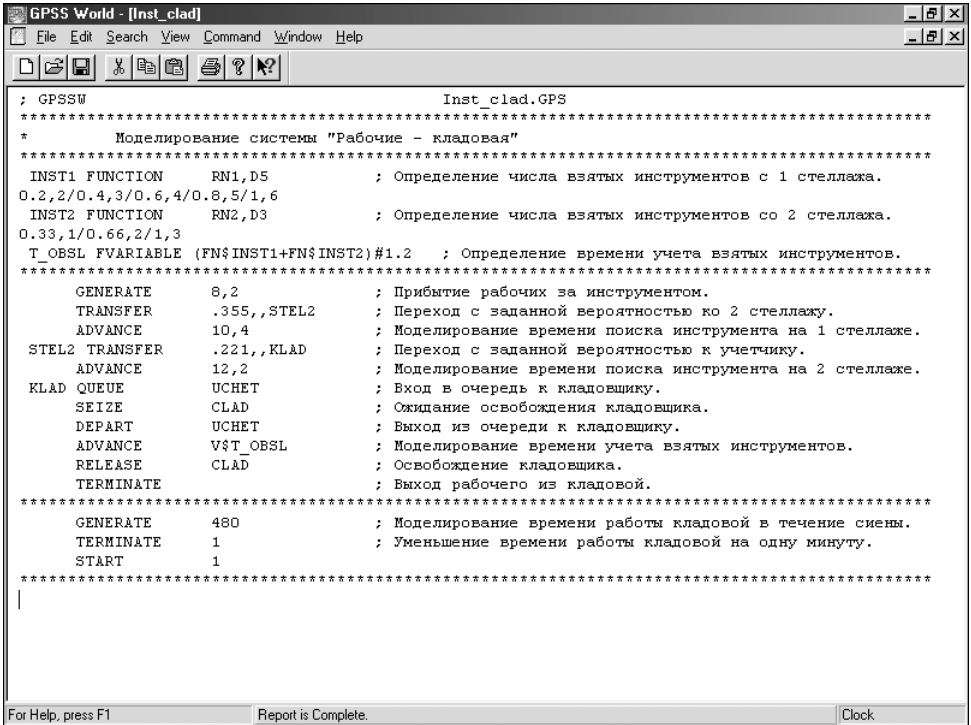 GPSS World - [Inst_clad]
File Edit Search View Command Window Help
; GPSSW Inst_clad.GPS
***********************************************************************************************
* Моделирование системы "Рабочие - кладовая"
***********************************************************************************************
INST1 FUNCTION RN1,D5 ; Определение числа взятых инструментов с 1 стеллажа.
0.2,2/0.4,3/0.6,4/0.8,5/1,6
INST2 FUNCTION RN2,D3 ; Определение числа взятых инструментов со 2 стеллажа.
0.33,1/0.66,2/1,3
T_OBSL FVARIABLE (FN$INST1+FN$INST2)#1.2 ; Определение времени учета взятых инструментов.
***********************************************************************************************
GENERATE 8,2 ; Прибытие рабочих за инструментом.
TRANSFER .355,,STEL2 ; Переход с заданной вероятностью ко 2 стеллажу.
ADVANCE 10,4 ; Моделирование времени поиска инструмента на 1 стеллаже.
STEL2 TRANSFER .221,,KLAD ; Переход с заданной вероятностью к учетчику.
ADVANCE 12,2 ; Моделирование времени поиска инструмента на 2 стеллаже.
KLAD QUEUE UCHET ; Вход в очередь к кладовщику.
SEIZE CLAD ; Ожидание освобождения кладовщика.
DEPART UCHET ; Выход из очереди к кладовщику.
ADVANCE V$T_OBSL ; Моделирование времени учета взятых инструментов.
RELEASE CLAD ; Освобождение кладовщика.
TERMINATE ; Выход рабочего из кладовой.
***********************************************************************************************
GENERATE 480 ; Моделирование времени работы кладовой в течение сиены.
TERMINATE 1 ; Уменьшение времени работы кладовой на одну минуту.
START 1
***********************************************************************************************
For Help, press F1 Report is Complete. Clock